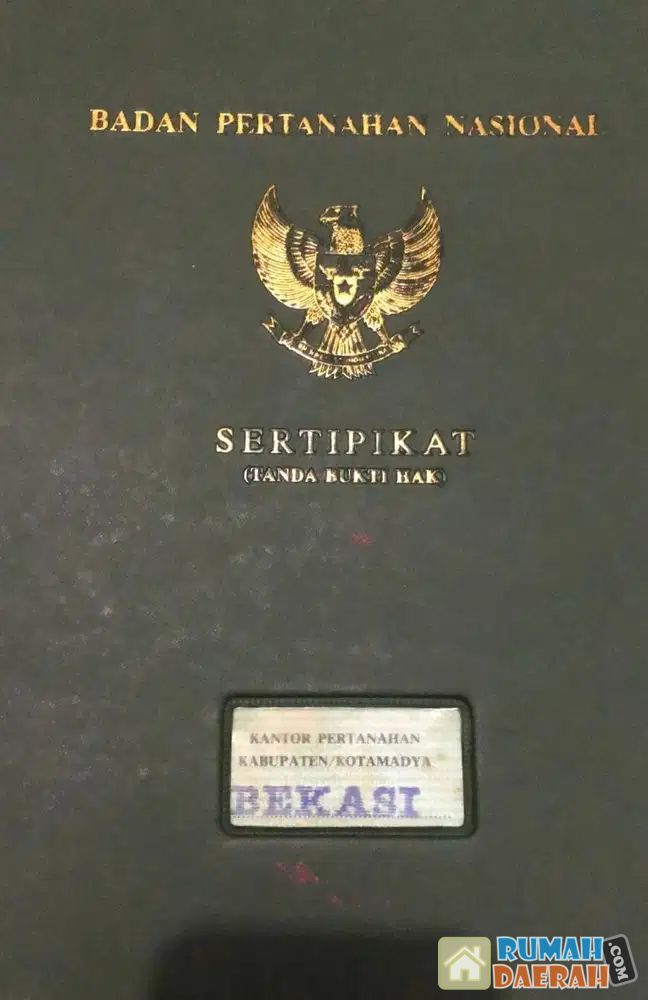 BADAN PERTANAHAN NASIONAL
SERTIPIKAT
(TANDA BUKTI HAK)
KANTOR PERTANAHAN
KABUPATEN/KOTAMADYA
BEKASI
RUMAH
DAERAH.COM